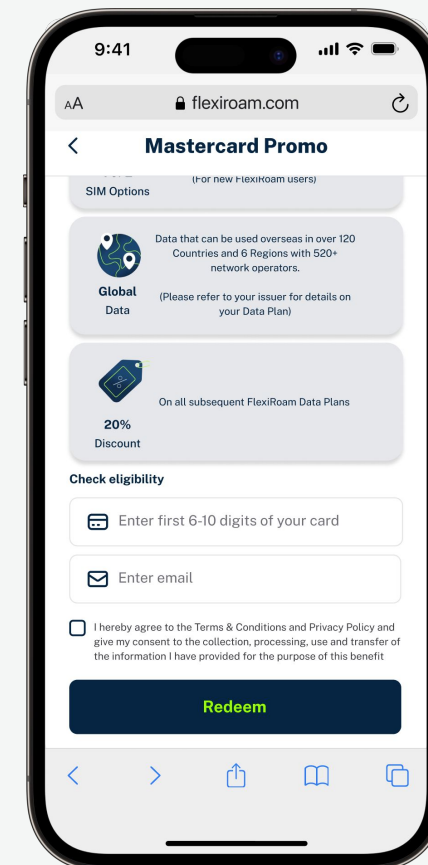 9:41
AA flexiroam.com
Mastercard Promo
(For new FlexiRoam users)
SIM Options
Data that can be used overseas in over 120
Countries and 6 Regions with 520+
network operators.
Global
Data
(Please refer to your issuer for details on
your Data Plan)
On all subsequent FlexiRoam Data Plans
20%
Discount
Check eligibility
Enter first 6-10 digits of your card
Enter email
I hereby agree to the Terms & Conditions and Privacy Policy and
give my consent to the collection, processing, use and transfer of
the information I have provided for the purpose of this benefit
Redeem